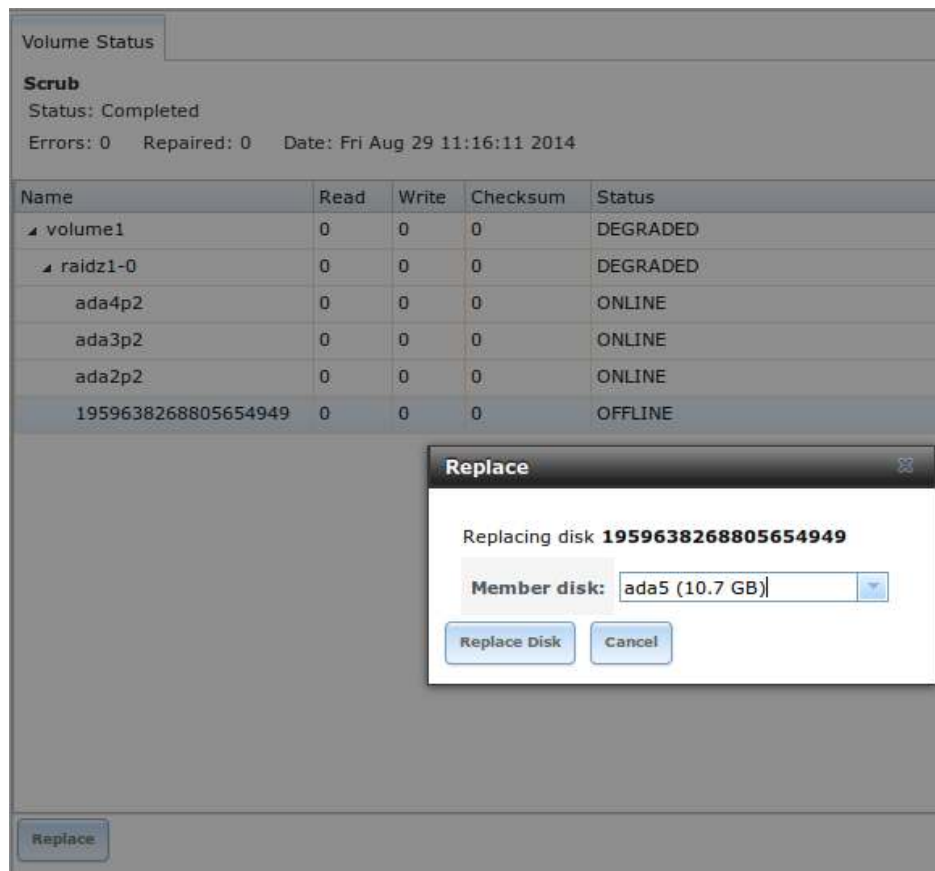 Volume Status
Scrub
Status: Completed
Errors: 0 Repaired: 0 Date: Fri Aug 29 11:16:11 2014
Name Read Write Checksum Status
volume1 0 0 0 DEGRADED
raidz1-0 0 0 0 DEGRADED
ada4p2 0 0 0 ONLINE
ada3p2 0 0 0 ONLINE
ada2p2 0 0 0 ONLINE
1959638268805654949 0 0 0 OFFLINE
Replace
Replacing disk 1959638268805654949
Member disk: ada5 (10.7 GB)
Replace Disk Cancel
Replace